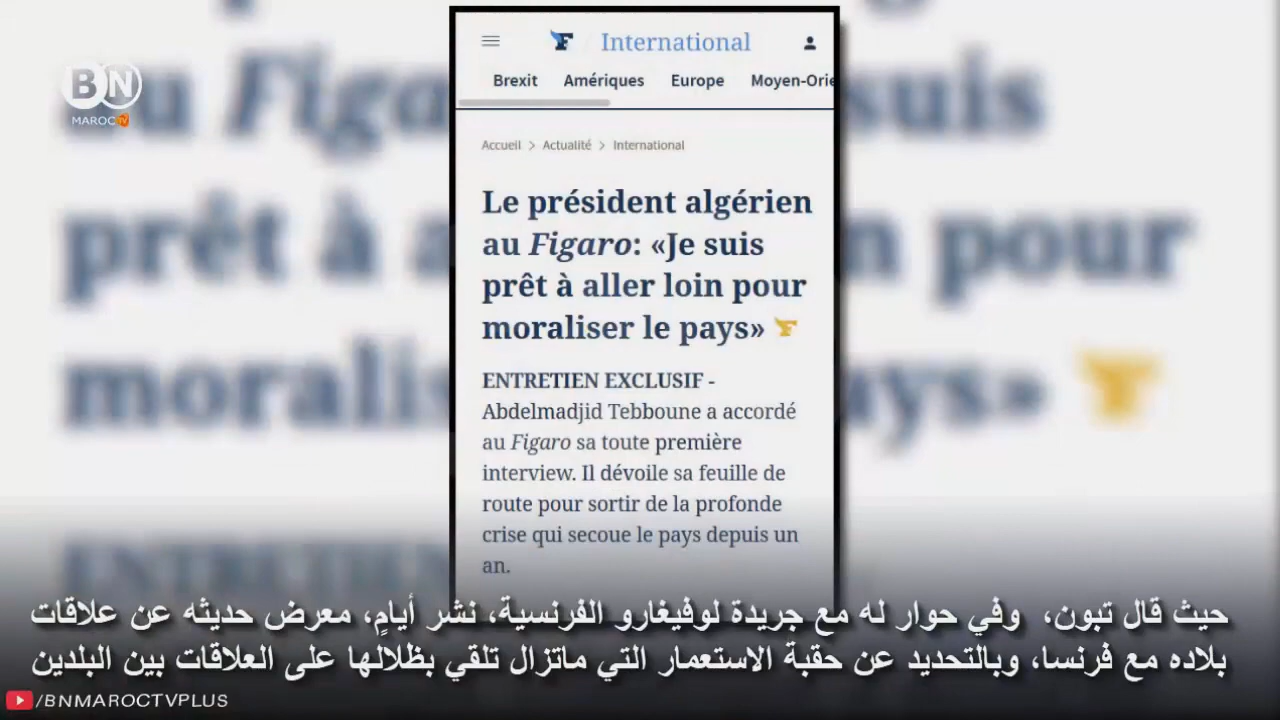 BN
MAROC TV
F / International
Brexit Amériques Europe Moyen-Orie
Accueil > Actualité > International
Le président algérien
au Figaro: «Je suis
prêt à aller loin pour
moraliser le pays»
ENTRETIEN EXCLUSIF -
Abdelmadjid Tebboune a accordé
au Figaro sa toute première
interview. Il dévoile sa feuille de
route pour sortir de la profonde
crise qui secoue le pays depuis un
an.
حيث قال تبون، وفي حوار له مع جريدة لوفيغارو الفرنسية، نشر أيامٍ، معرض حديثه عن علاقات
بلاده مع فرنسا، وبالتحديد عن حقبة الاستعمار التي ماتزال تلقي بظلالها على العلاقات بين البلدين
/BNMAROCTVPLUS